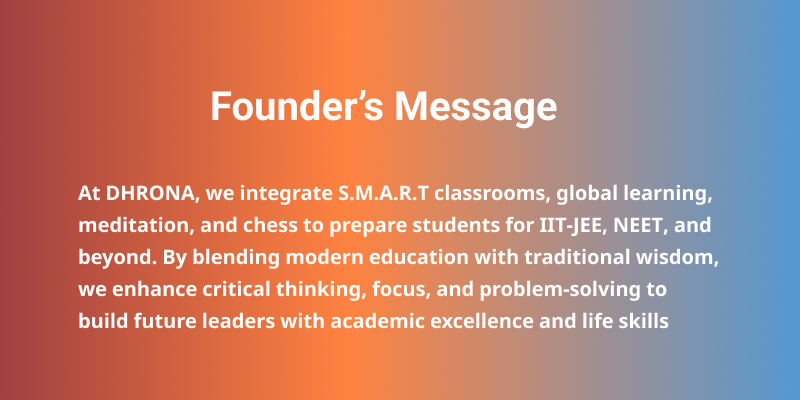 Founder’s Message
At DHRONA, we integrate S.M.A.R.T classrooms, global learning,
meditation, and chess to prepare students for IIT-JEE, NEET, and
beyond. By blending modern education with traditional wisdom,
we enhance critical thinking, focus, and problem-solving to
build future leaders with academic excellence and life skills